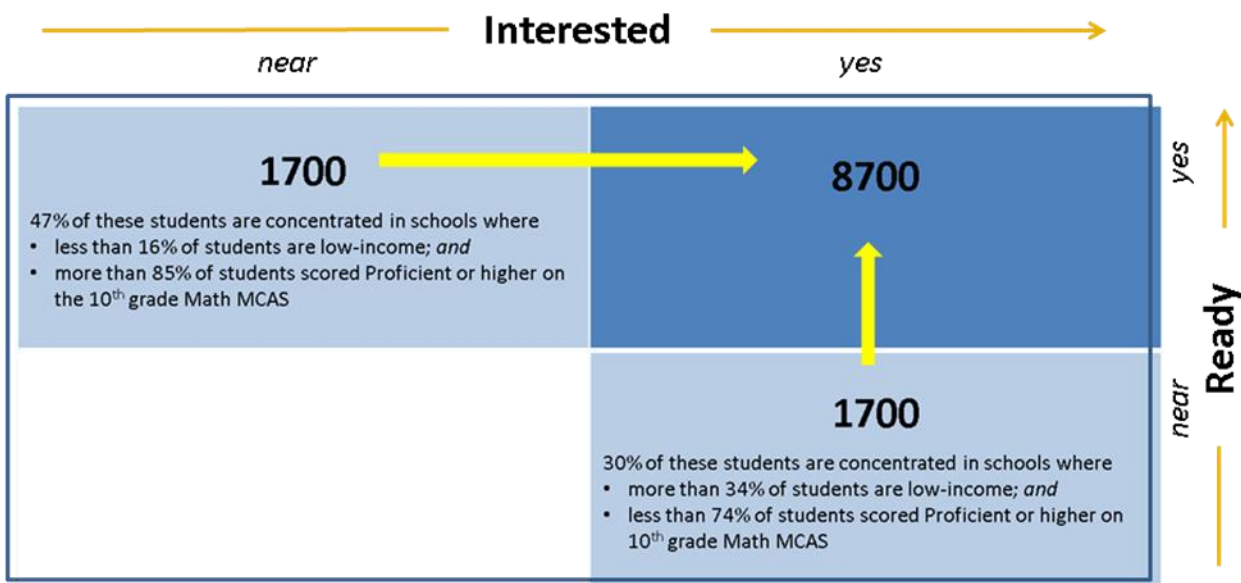 Interested
near
yes
1700
47% of these students are concentrated in schools where
• less than 16% of students are low-income; and
• more than 85% of students scored Proficient or higher on
the 10th grade Math MCAS
8700
yes
Ready
near
1700
30% of these students are concentrated in schools where
• more than 34% of students are low-income; and
• less than 74% of students scored Proficient or higher on
10th grade Math MCAS